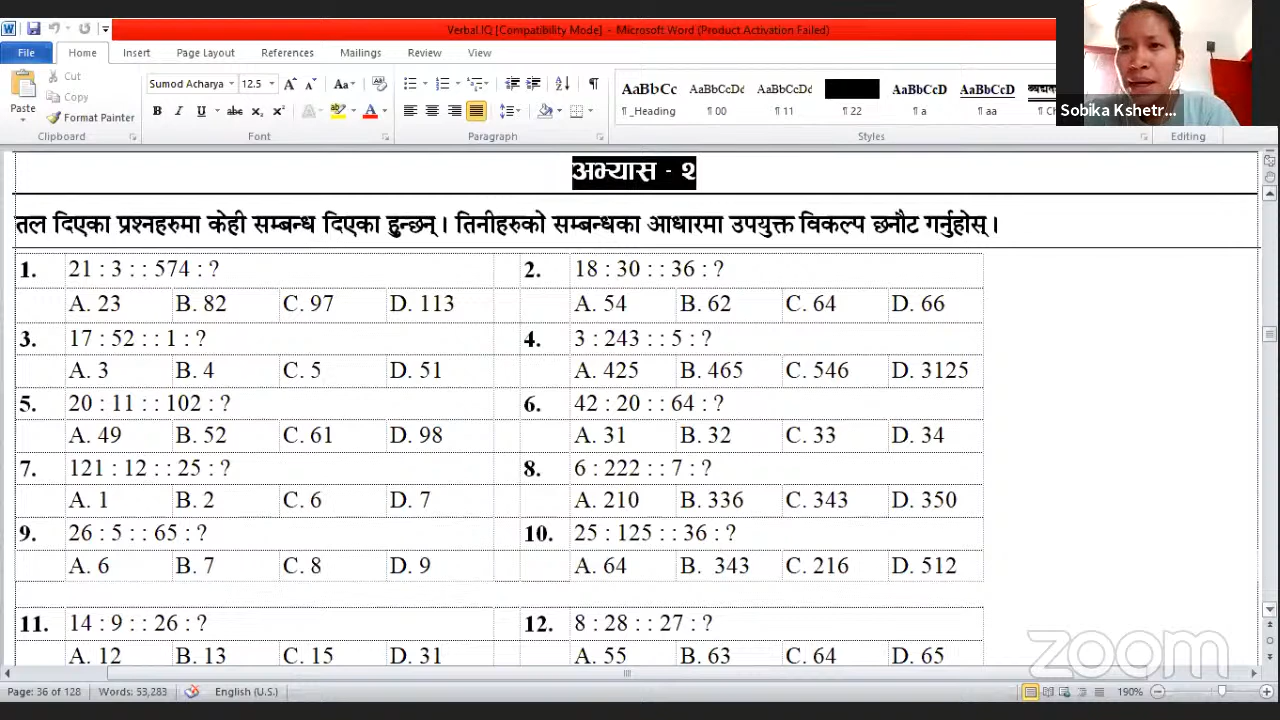 Verbal IQ [Compatibility Mode] - Microsoft Word (Product Activation Failed)
File Home Insert Page Layout References Mailings Review View
Cut
Copy
Format Painter
Paste
Sumod Acharya 12.5
AaBbCc AaBbCcDc AaBbCcDc AaBbCcD AaBbCcD
¶_Heading ¶ 00 ¶ 11 ¶ 22 ¶ a ¶ aa
Sobika Kshetr...
Clipboard Font Paragraph Styles Editing
अभ्यास - २
तल दिएका प्रश्नहरुमा केही सम्बन्ध दिएका हुन्छन् । तिनीहरुको सम्बन्धका आधारमा उपयुक्त विकल्प छनौट गर्नुहोस् ।
1. 21 : 3 : : 574 : ? 2. 18 : 30 : : 36 : ?
A. 23 B. 82 C. 97 D. 113 A. 54 B. 62 C. 64 D. 66
3. 17 : 52 : : 1 : ? 4. 3 : 243 : : 5 : ?
A. 3 B. 4 C. 5 D. 51 A. 425 B. 465 C. 546 D. 3125
5. 20 : 11 : : 102 : ? 6. 42 : 20 : : 64 : ?
A. 49 B. 52 C. 61 D. 98 A. 31 B. 32 C. 33 D. 34
7. 121 : 12 : : 25 : ? 8. 6 : 222 : : 7 : ?
A. 1 B. 2 C. 6 D. 7 A. 210 B. 336 C. 343 D. 350
9. 26 : 5 : : 65 : ? 10. 25 : 125 : : 36 : ?
A. 6 B. 7 C. 8 D. 9 A. 64 B. 343 C. 216 D. 512
11. 14 : 9 : : 26 : ? 12. 8 : 28 : : 27 : ?
A. 12 B. 13 C. 15 D. 31 A. 55 B. 63 C. 64 D. 65
zoom
Page: 36 of 128 Words: 53,283 English (U.S.) 190%